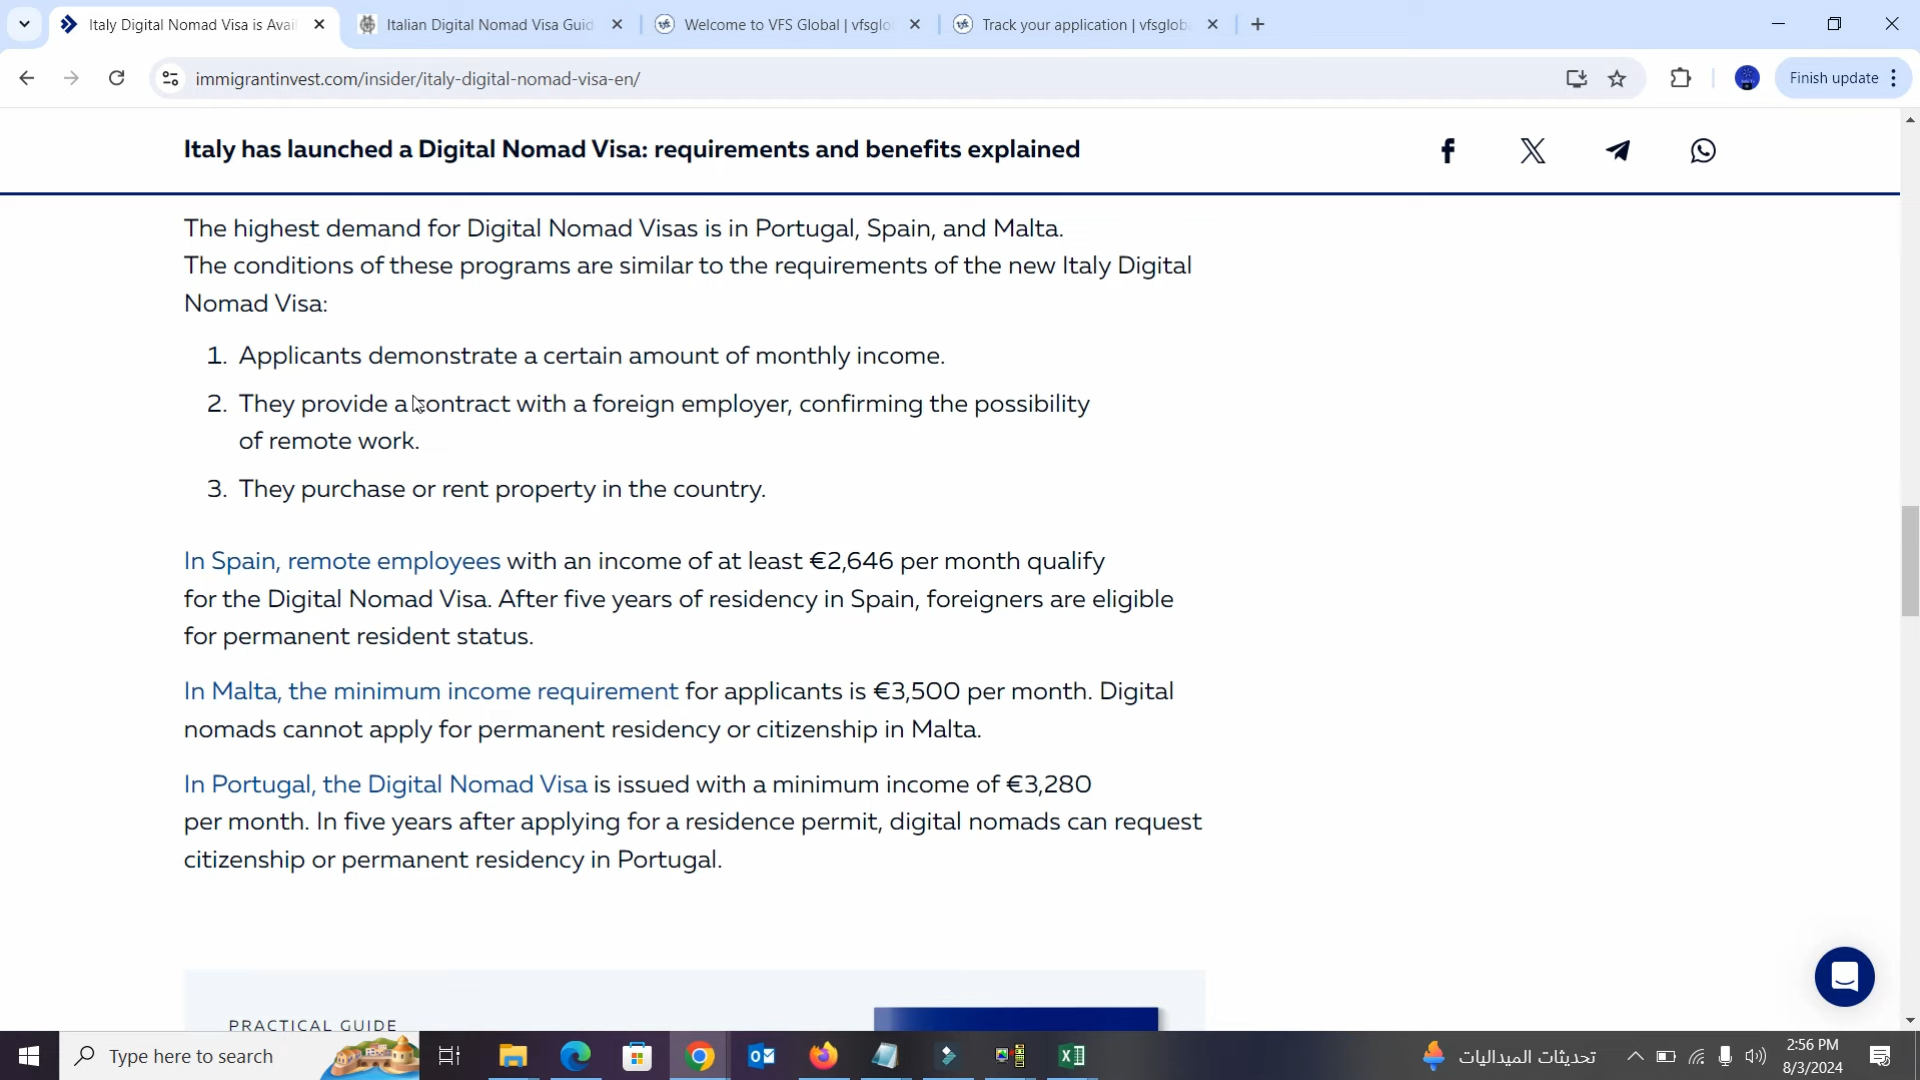 Italy Digital Nomad Visa is Avai
Italian Digital Nomad Visa Guid
Welcome to VFS Global | vfsglo
Track your application | vfsgloba
immigrantinvest.com/insider/italy-digital-nomad-visa-en/
Finish update
Italy has launched a Digital Nomad Visa: requirements and benefits explained
The highest demand for Digital Nomad Visas is in Portugal, Spain, and Malta.
The conditions of these programs are similar to the requirements of the new Italy Digital
Nomad Visa:
1. Applicants demonstrate a certain amount of monthly income.
2. They provide a contract with a foreign employer, confirming the possibility
of remote work.
3. They purchase or rent property in the country.
In Spain, remote employees with an income of at least €2,646 per month qualify
for the Digital Nomad Visa. After five years of residency in Spain, foreigners are eligible
for permanent resident status.
In Malta, the minimum income requirement for applicants is €3,500 per month. Digital
nomads cannot apply for permanent residency or citizenship in Malta.
In Portugal, the Digital Nomad Visa is issued with a minimum income of €3,280
per month. In five years after applying for a residence permit, digital nomads can request
citizenship or permanent residency in Portugal.
PRACTICAL GUIDE
Type here to search
تحديثات الميداليات
2:56 PM
8/3/2024